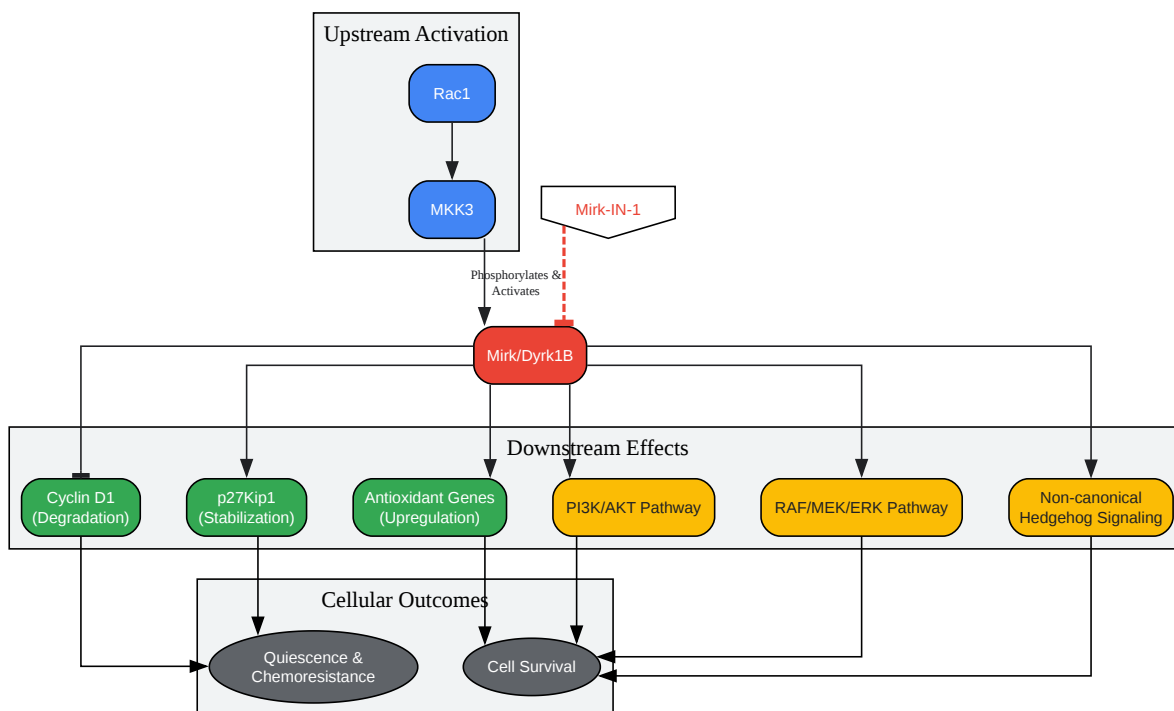 Upstream Activation
Rac1
MKK3
Mirk-IN-1
Phosphorylates &
Activates
Mirk/Dyrk1B
Downstream Effects
Cyclin D1
(Degradation)
p27Kip1
(Stabilization)
Antioxidant Genes
(Upregulation)
PI3K/AKT Pathway
RAF/MEK/ERK Pathway
Non-canonical
Hedgehog Signaling
Cellular Outcomes
Quiescence &
Chemoresistance
Cell Survival